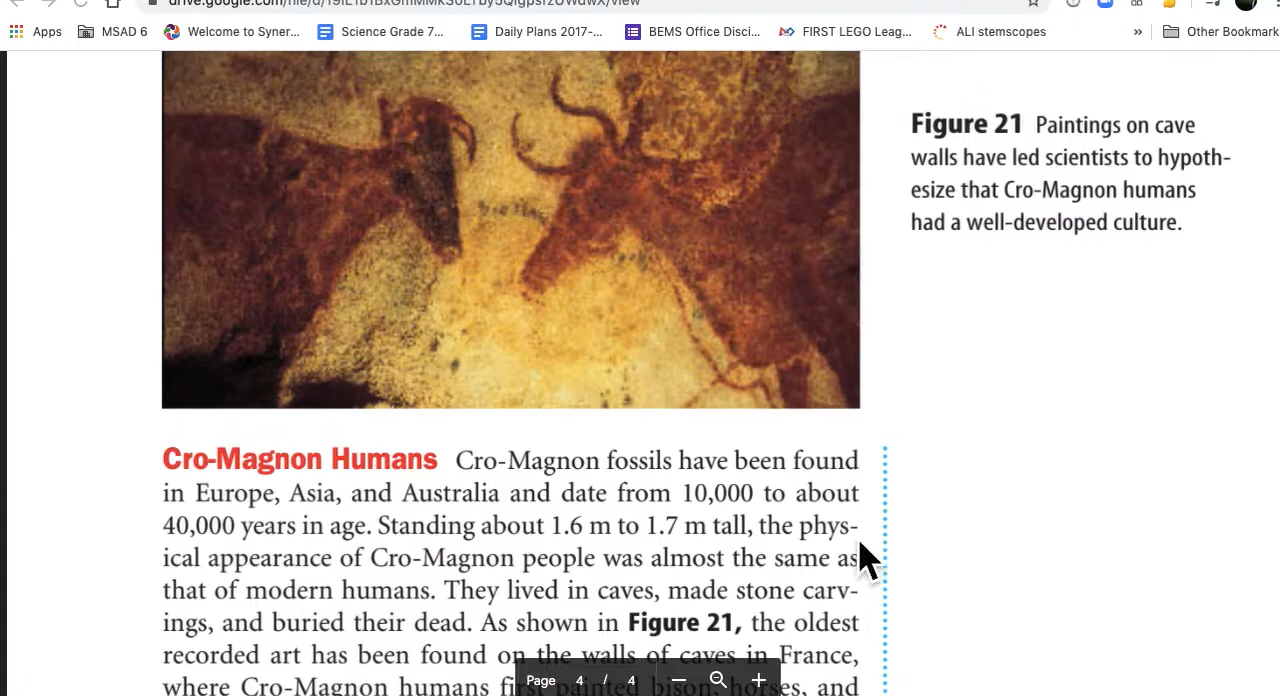 Apps
MSAD 6
Welcome to Syner...
Science Grade 7...
Daily Plans 2017-...
BEMS Office Disci...
FIRST LEGO Leag...
ALI stemscopes
»
Other Bookmark
Figure 21 Paintings on cave
walls have led scientists to hypoth-
esize that Cro-Magnon humans
had a well-developed culture.
Cro-Magnon Humans Cro-Magnon fossils have been found
in Europe, Asia, and Australia and date from 10,000 to about
40,000 years in age. Standing about 1.6 m to 1.7 m tall, the phys-
ical appearance of Cro-Magnon people was almost the same as
that of modern humans. They lived in caves, made stone carv-
ings, and buried their dead. As shown in Figure 21, the oldest
recorded art has been found on the walls of caves in France,
where Cro-Magnon humans first painted bison, horses, and
Page 4 / 4